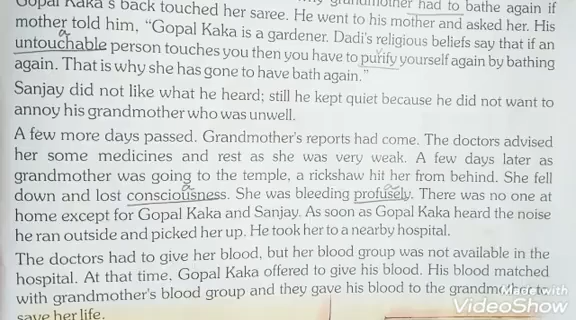 Gopal Kaka's back touched her saree. He went to his mother and asked her. His
grandmother had to bathe again if
mother told him, "Gopal Kaka is a gardener. Dadi's religious beliefs say that if an
untouchable person touches you then you have to purify yourself again by bathing
again. That is why she has gone to have bath again."
Sanjay did not like what he heard; still he kept quiet because he did not want to
annoy his grandmother who was unwell.
A few more days passed. Grandmother's reports had come. The doctors advised
her some medicines and rest as she was very weak. A few days later as
grandmother was going to the temple, a rickshaw hit her from behind. She fell
down and lost consciousness. She was bleeding profusely. There was no one at
home except for Gopal Kaka and Sanjay. As soon as Gopal Kaka heard the noise
he ran outside and picked her up. He took her to a nearby hospital.
The doctors had to give her blood, but her blood group was not available in the
hospital. At that time, Gopal Kaka offered to give his blood. His blood matched
with grandmother's blood group and they gave his blood to the grandmother to
save her life.
Made with
VideoShow